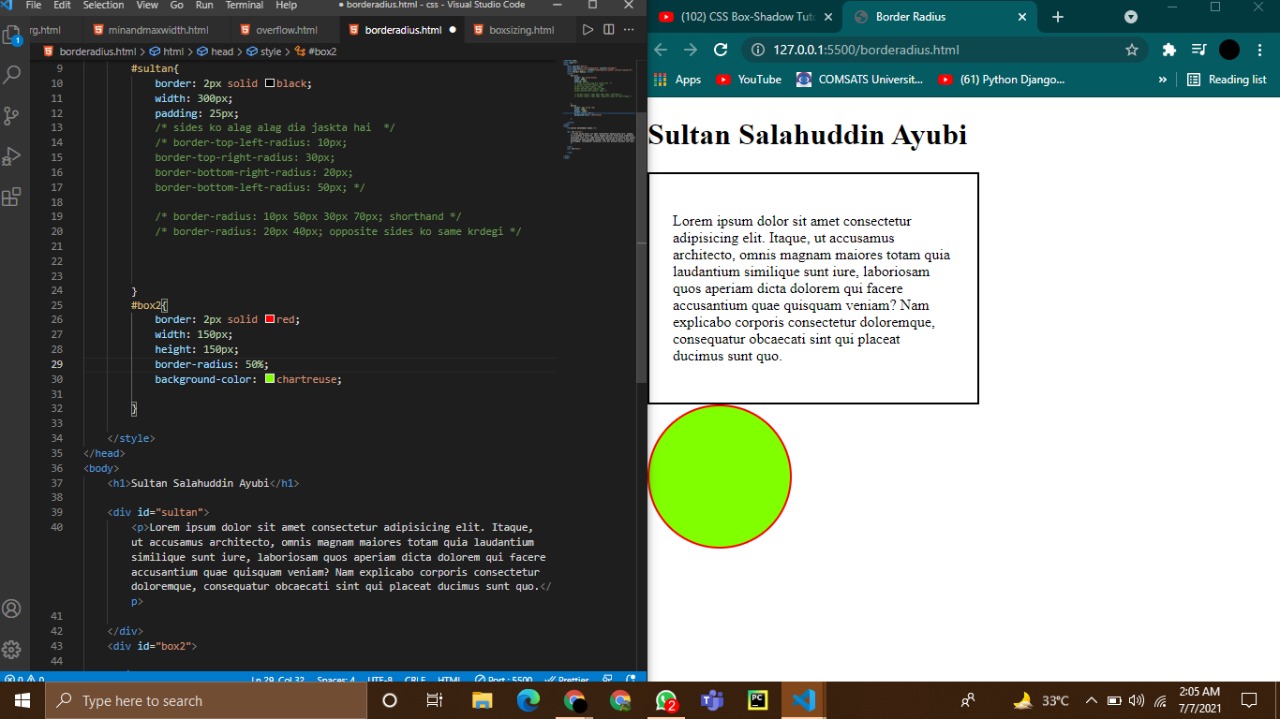 File Edit Selection View Go Run Terminal Help
● borderadius.html - css - Visual Studio Code
rg.html minandmaxwidth.html overflow.html borderadius.html ● boxsizing.html
borderadius.html > html > head > style > #box2
9 #sultan{
10 border: 2px solid black;
11 width: 300px;
12 padding: 25px;
13 /* sides ko alag alag dia jaskta hai  */
14 /* border-top-left-radius: 10px;
15 border-top-right-radius: 30px;
16 border-bottom-right-radius: 20px;
17 border-bottom-left-radius: 50px; */
18
19 /* border-radius: 10px 50px 30px 70px; shorthand */
20 /* border-radius: 20px 40px; opposite sides ko same krdegi */
21
22
23
24 }
25 #box2{
26 border: 2px solid red;
27 width: 150px;
28 height: 150px;
29 border-radius: 50%;
30 background-color: chartreuse;
31
32 }
33
34 </style>
35 </head>
36 <body>
37 <h1>Sultan Salahuddin Ayubi</h1>
38
39 <div id="sultan">
40 <p>Lorem ipsum dolor sit amet consectetur adipisicing elit. Itaque,
ut accusamus architecto, omnis magnam maiores totam quia laudantium
similique sunt iure, laboriosam quos aperiam dicta dolorem qui facere
accusantium quae quisquam veniam? Nam explicabo corporis consectetur
doloremque, consequatur obcaecati sint qui placeat ducimus sunt quo.</
p>
41
42 </div>
43 <div id="box2">
44
0 0 Ln 29, Col 32 Spaces: 4 UTF-8 CRLF HTML Port : 5500 Prettier
(102) CSS Box-Shadow Tut Border Radius
127.0.0.1:5500/borderadius.html
Apps YouTube COMSATS Universit... (61) Python Django... » Reading list
Sultan Salahuddin Ayubi
Lorem ipsum dolor sit amet consectetur
adipisicing elit. Itaque, ut accusamus
architecto, omnis magnam maiores totam quia
laudantium similique sunt iure, laboriosam
quos aperiam dicta dolorem qui facere
accusantium quae quisquam veniam? Nam
explicabo corporis consectetur doloremque,
consequatur obcaecati sint qui placeat
ducimus sunt quo.
1
Type here to search
2
33°C
2:05 AM
7/7/2021